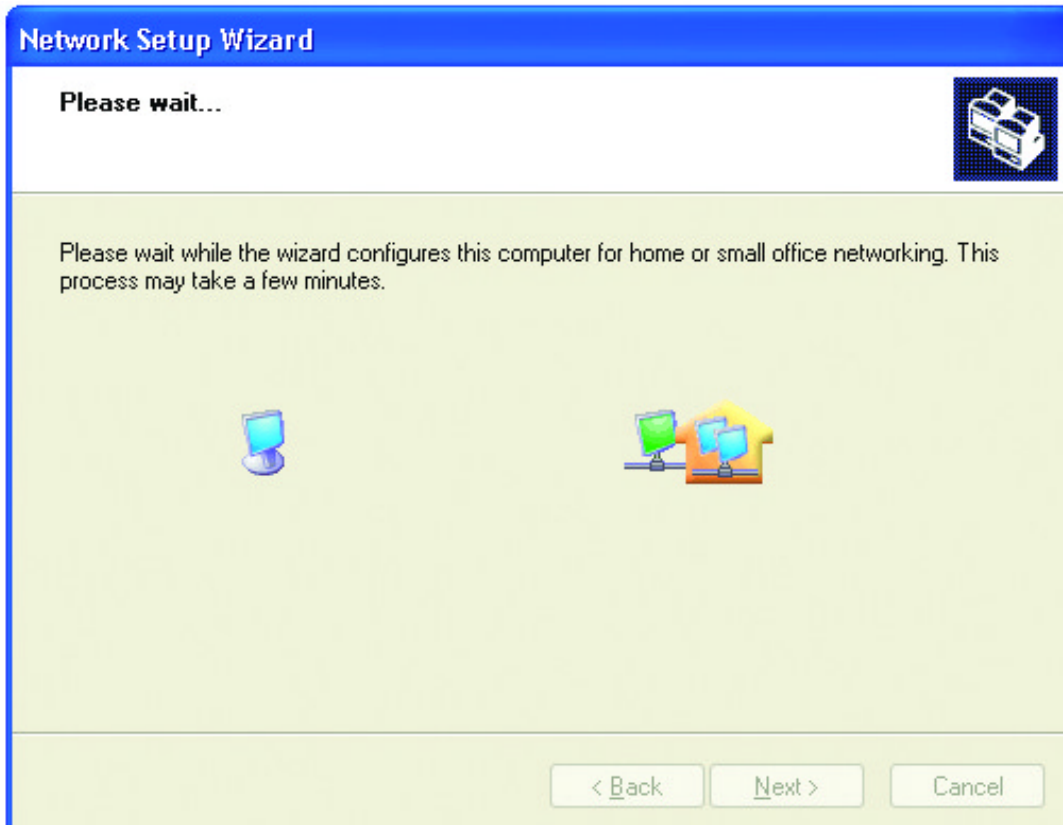 Network Setup Wizard
Please wait...
Please wait while the wizard configures this computer for home or small office networking. This
process may take a few minutes.
< Back
Next >
Cancel